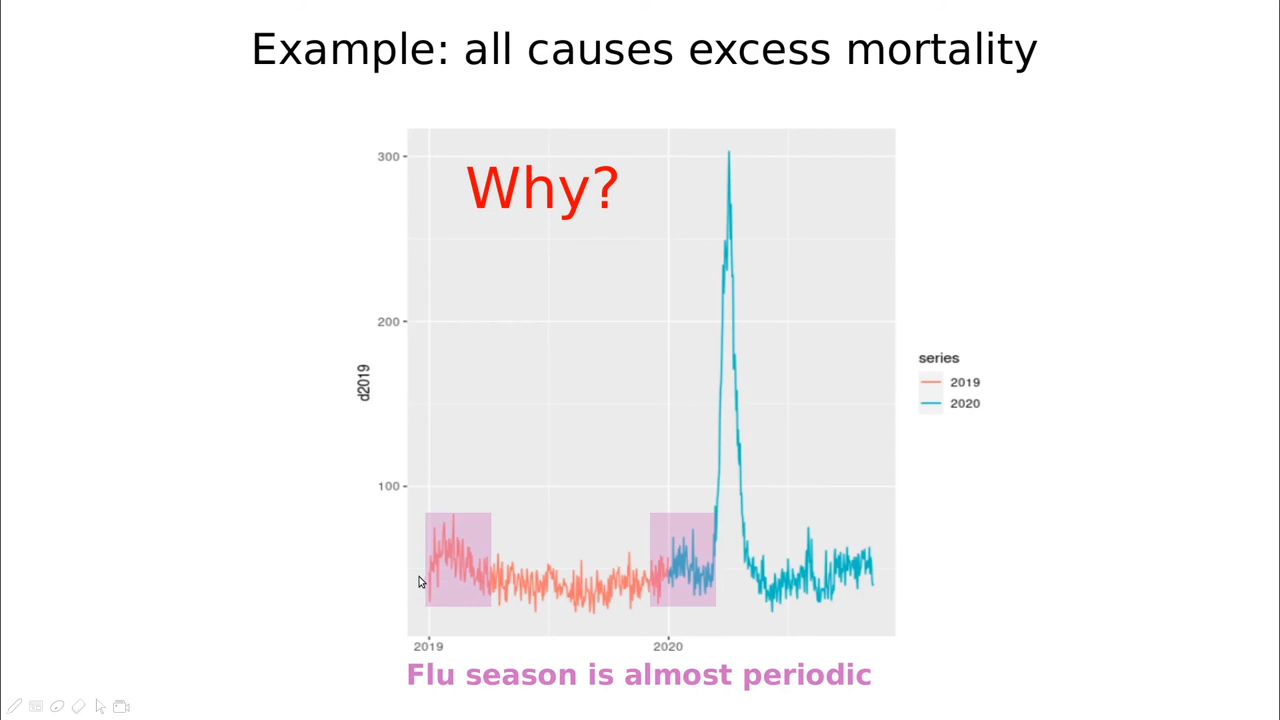 Example: all causes excess mortality
Why?
300
200
100
d2019
2019
2020
series
2019
2020
Flu season is almost periodic